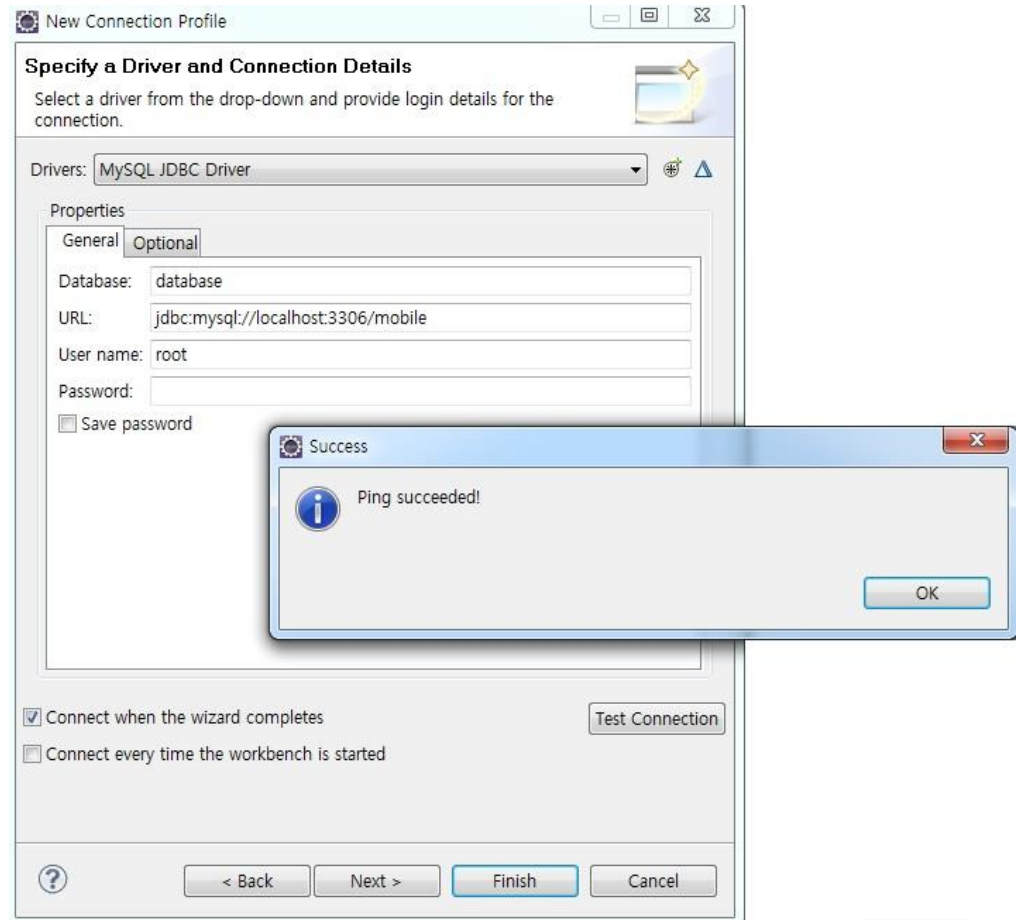 New Connection Profile
Specify a Driver and Connection Details
Select a driver from the drop-down and provide login details for the
connection.
Drivers: MySQL JDBC Driver
Properties
General Optional
Database: database
URL: jdbc:mysql://localhost:3306/mobile
User name: root
Password:
Save password
Success
Ping succeeded!
OK
Connect when the wizard completes
Test Connection
Connect every time the workbench is started
< Back Next > Finish Cancel